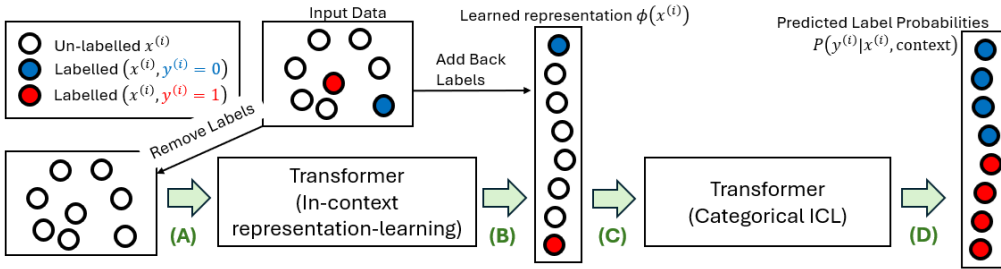 Input Data
Learned representation ϕ(x^(i))
Predicted Label Probabilities
P(y^(i)|x^(i), context)
Un-labelled x^(i)
Labelled (x^(i), y^(i) = 0)
Labelled (x^(i), y^(i) = 1)
Add Back
Labels
Remove Labels
Transformer
(In-context
representation-learning)
Transformer
(Categorical ICL)
(A)
(B)
(C)
(D)